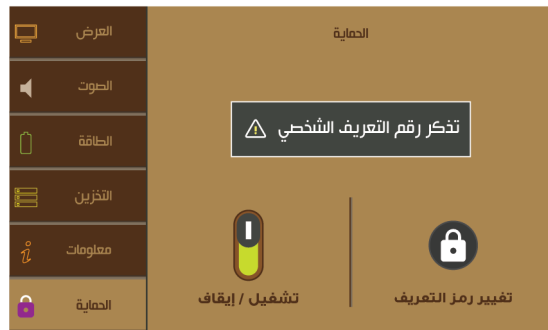 الحماية
تذكر رقم التعريف الشخصي
تغيير رمز التعريف
تشغيل / إيقاف
العرض
الصوت
الطاقة
التخزين
معلومات
الحماية